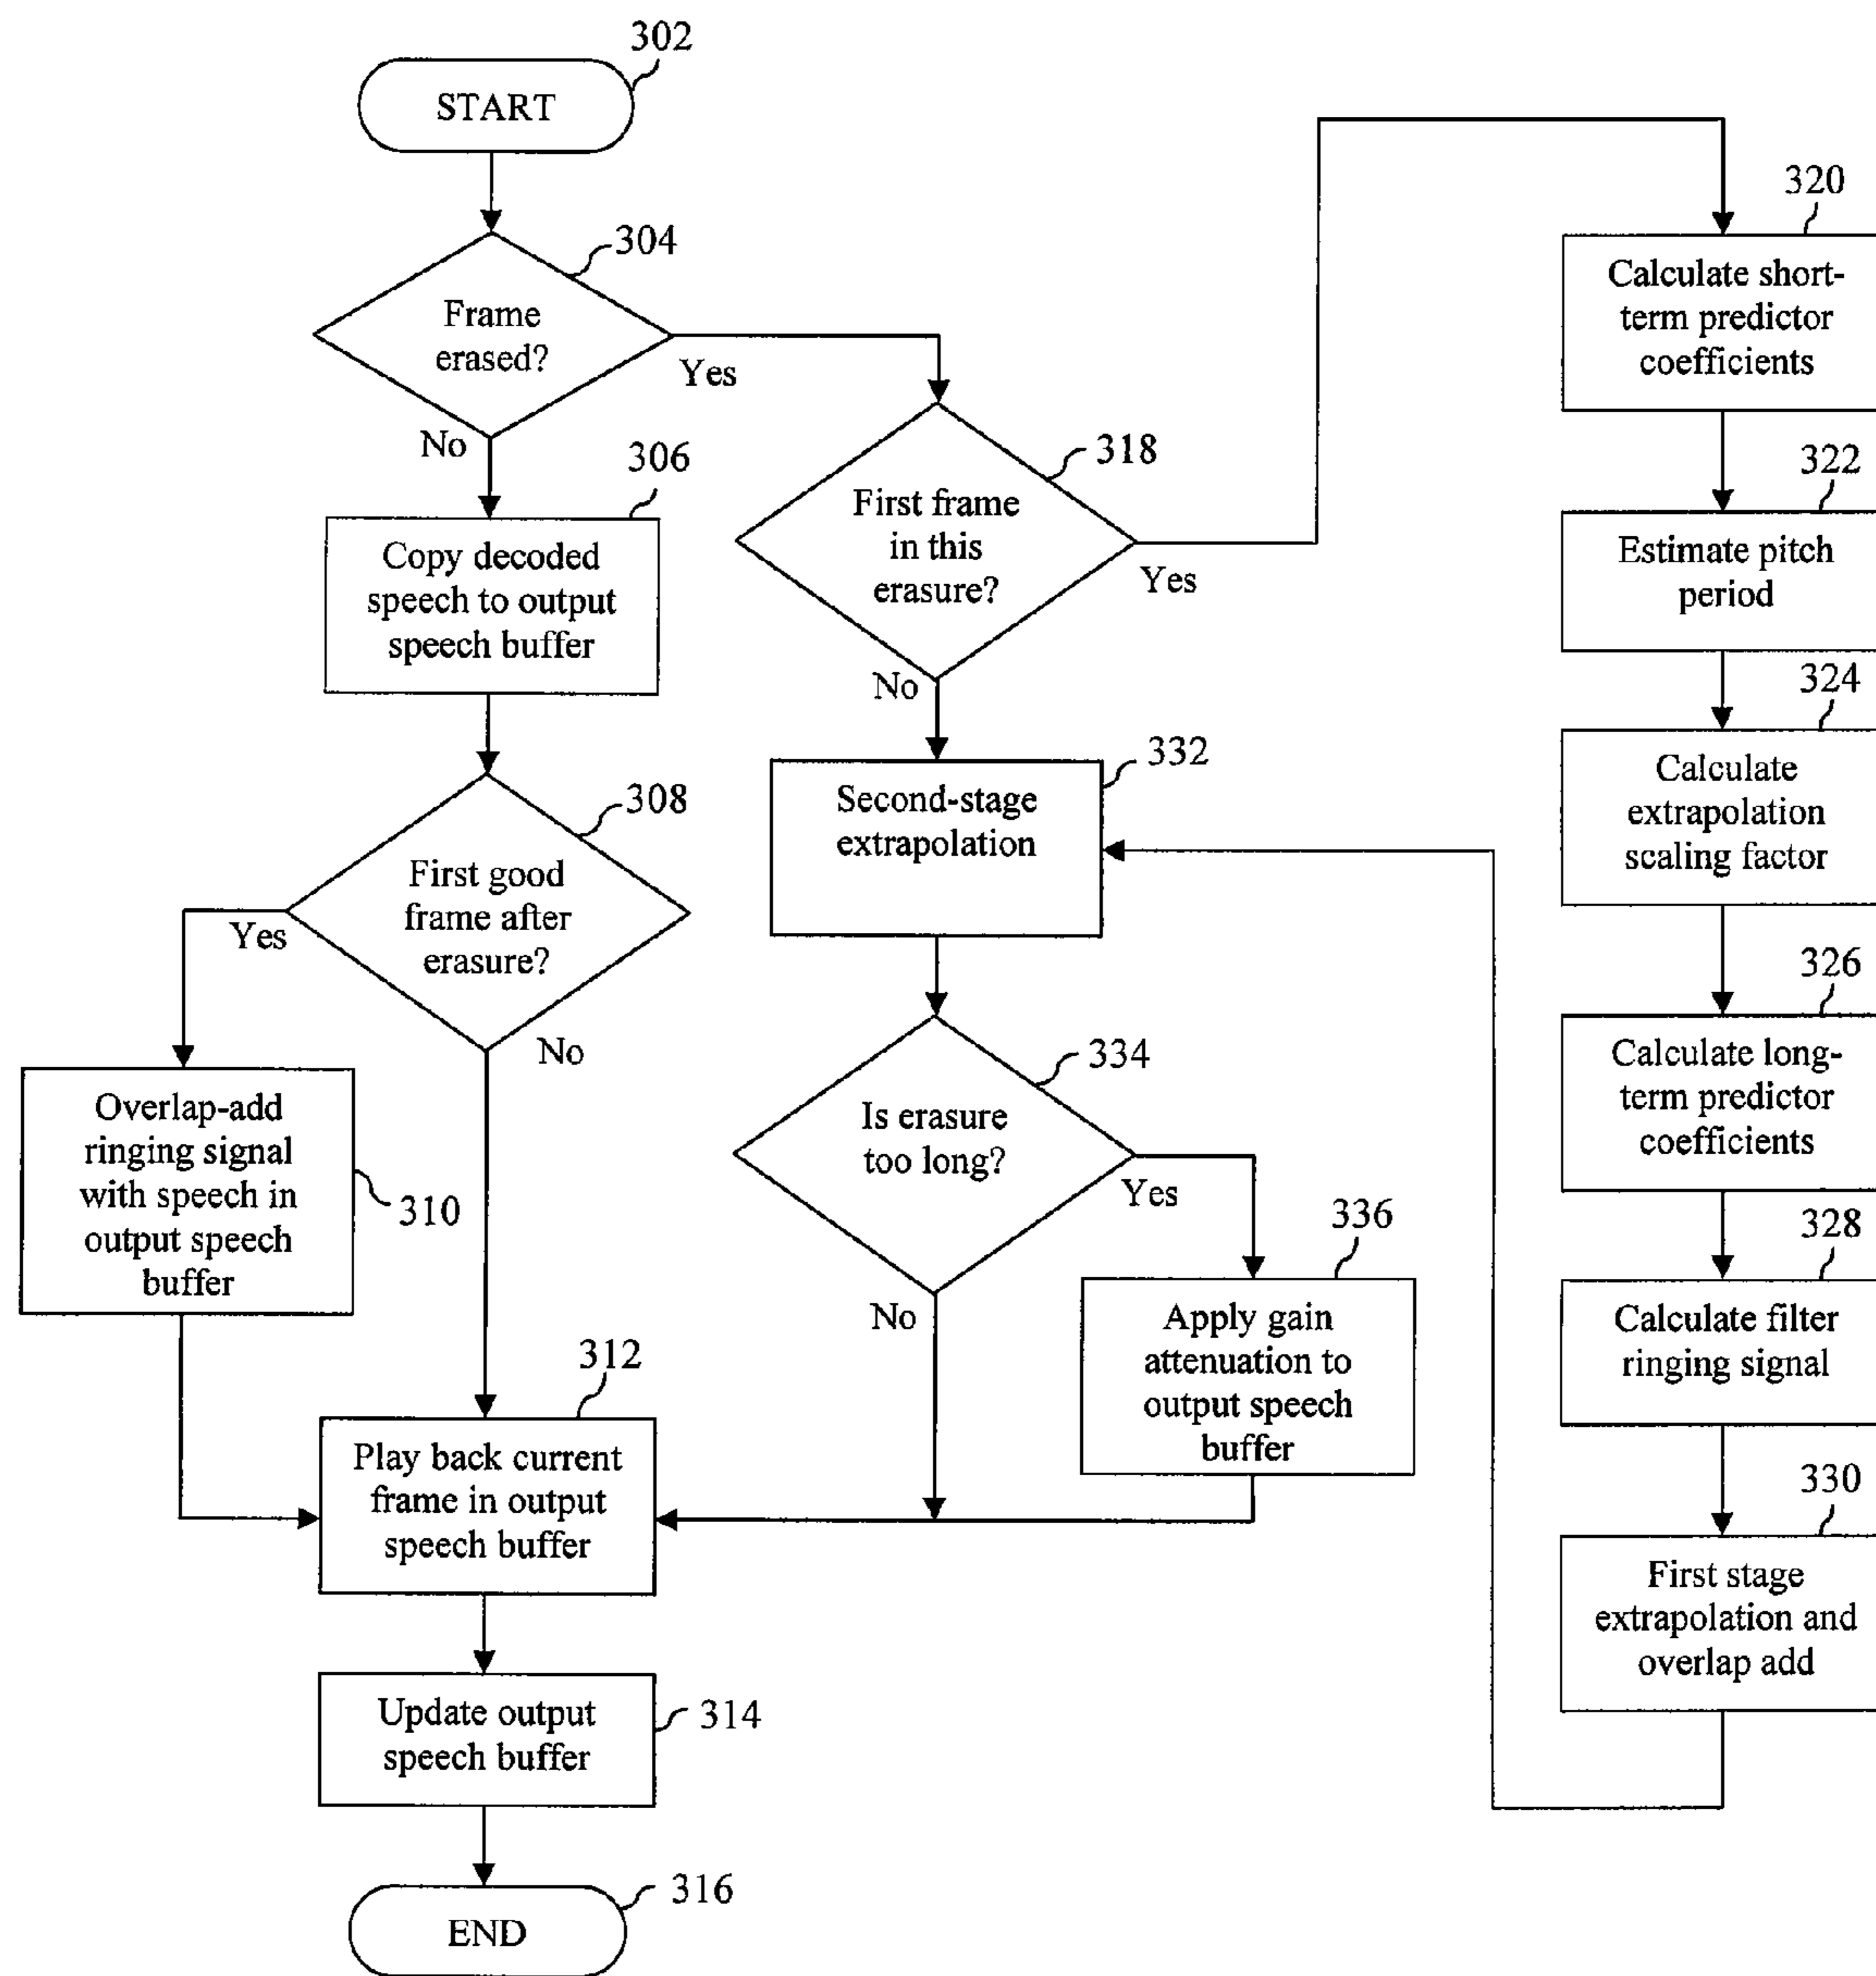 302
START
304
Frame
erased?
Yes
No
306
Copy decoded
speech to output
speech buffer
308
First good
frame after
erasure?
Yes
No
Overlap-add
ringing signal
with speech in
output speech
buffer
310
312
Play back current
frame in output
speech buffer
Update output
speech buffer
314
316
END
318
First frame
in this
erasure?
Yes
No
332
Second-stage
extrapolation
334
Is erasure
too long?
Yes
No
336
Apply gain
attenuation to
output speech
buffer
320
Calculate short-
term predictor
coefficients
322
Estimate pitch
period
324
Calculate
extrapolation
scaling factor
326
Calculate long-
term predictor
coefficients
328
Calculate filter
ringing signal
330
First stage
extrapolation and
overlap add